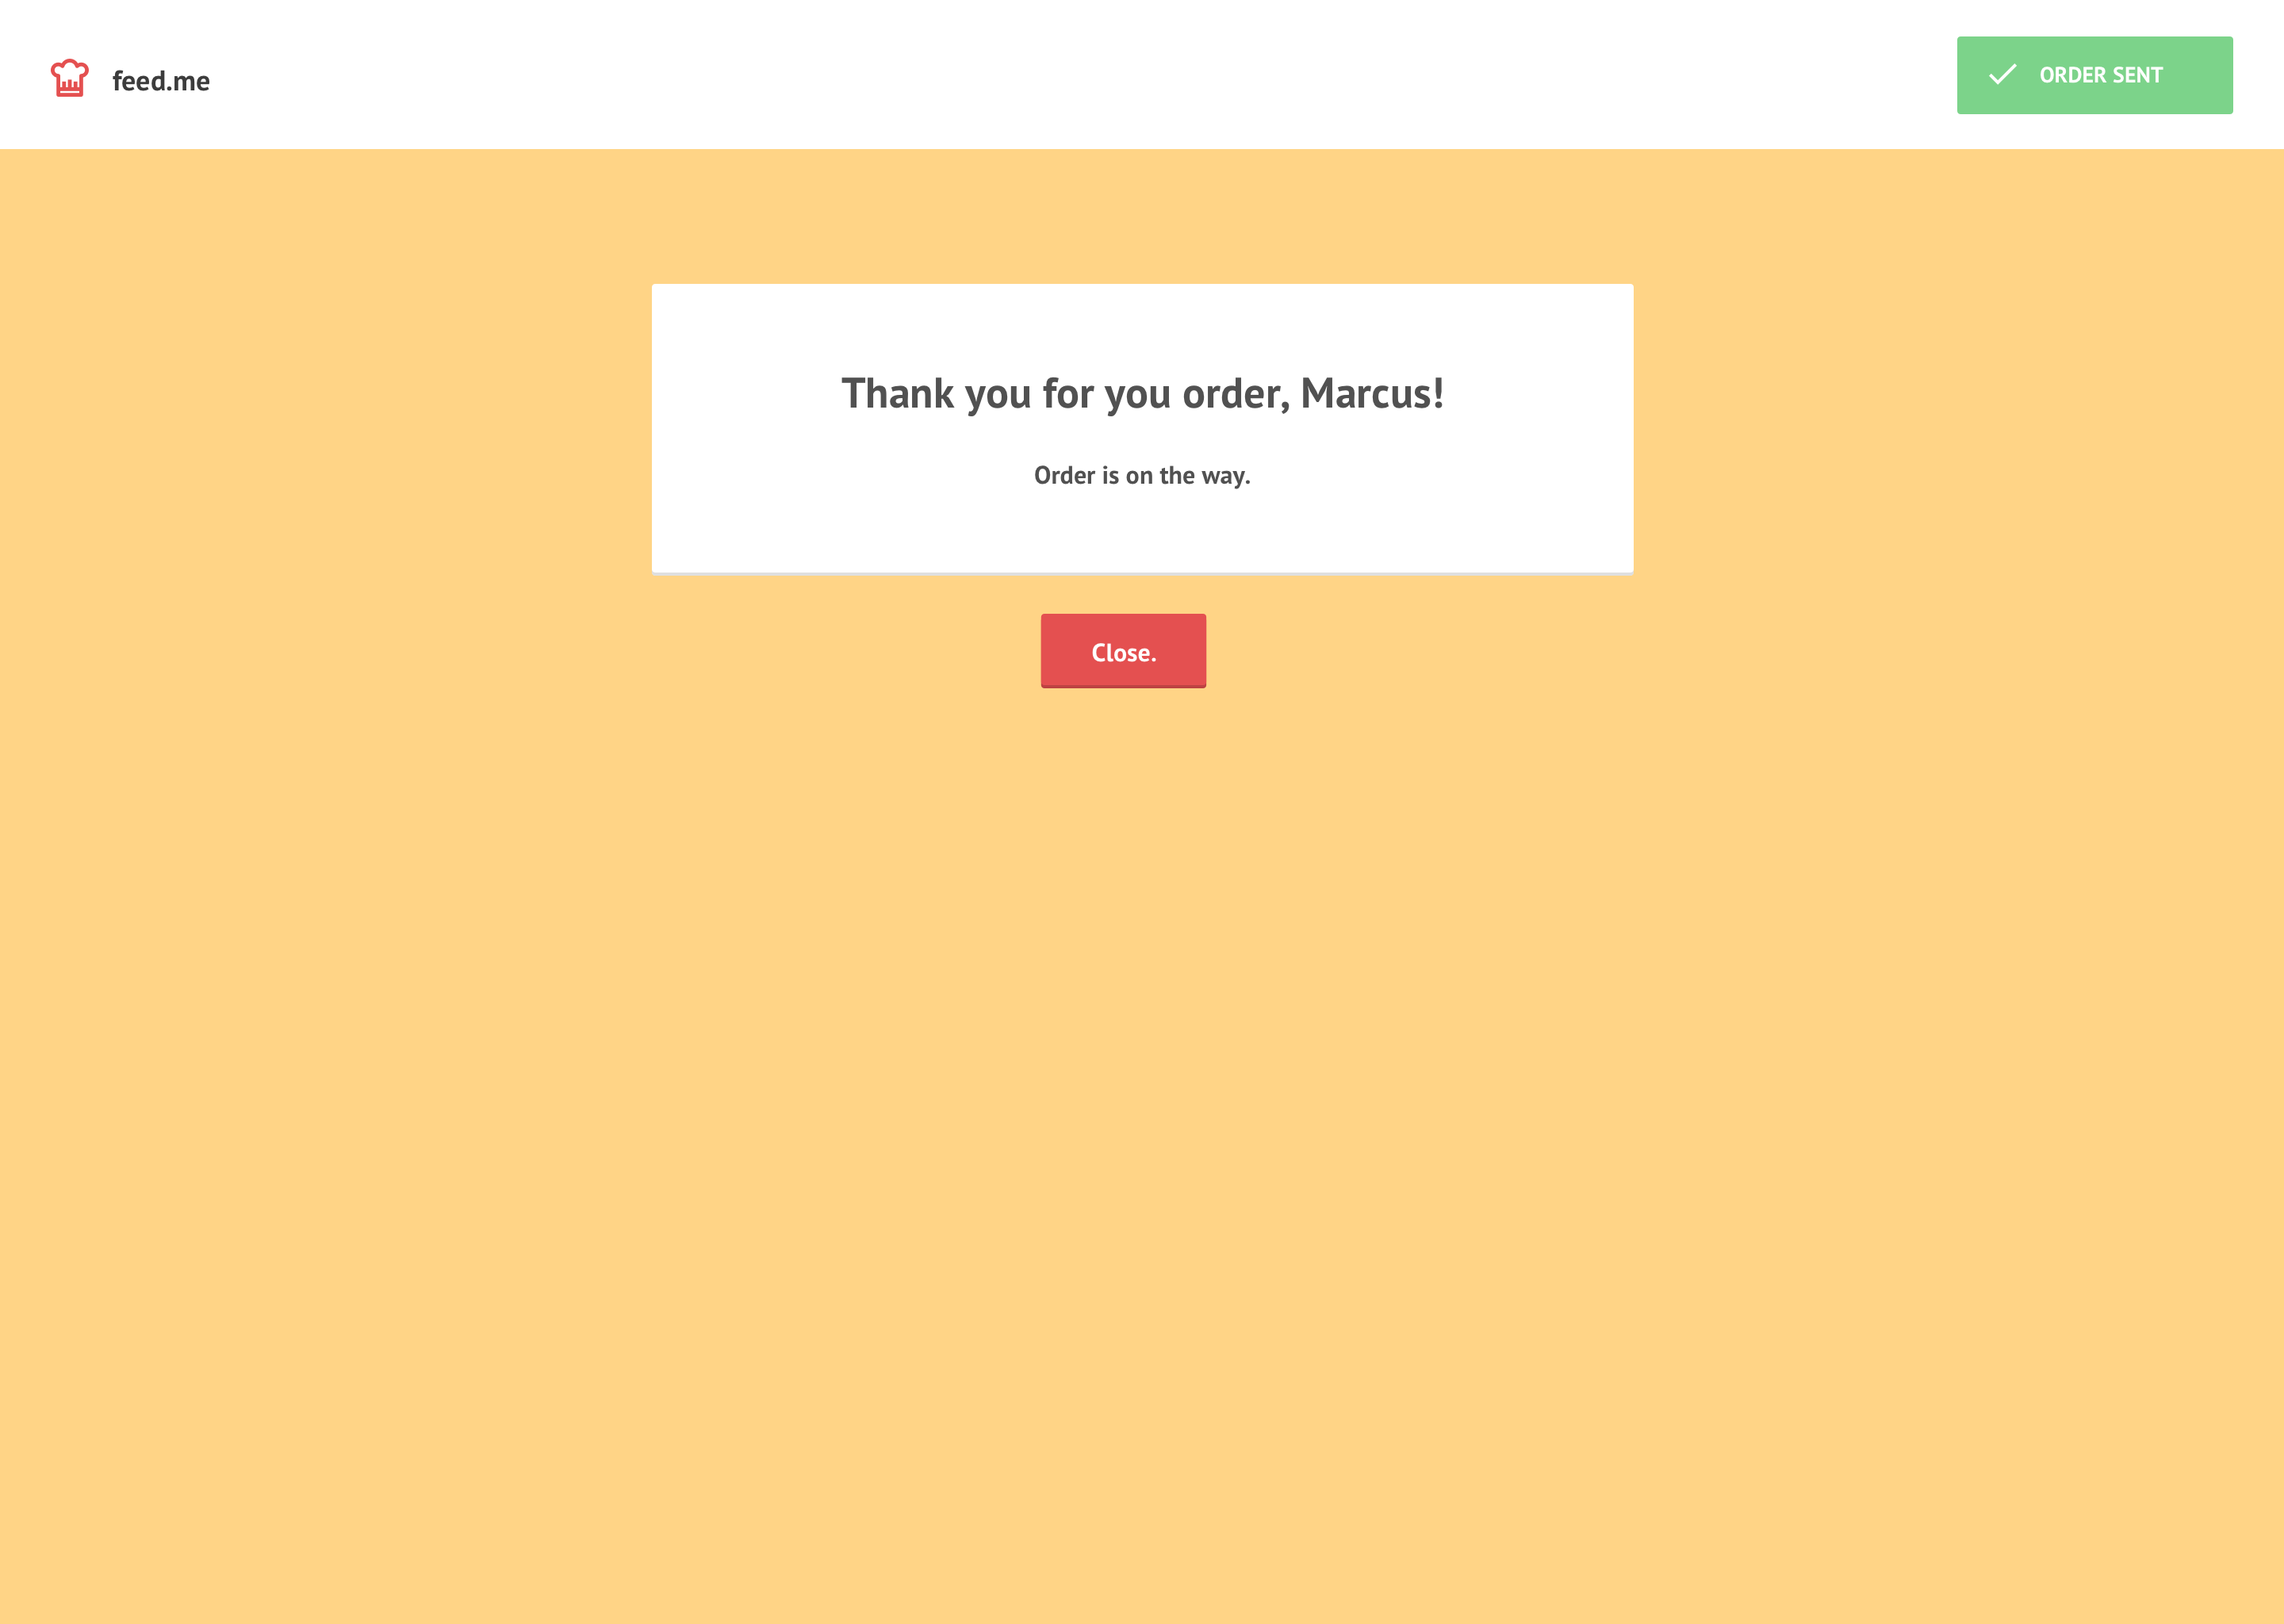 feed.me
ORDER SENT
Thank you for you order, Marcus!
Order is on the way.
Close.